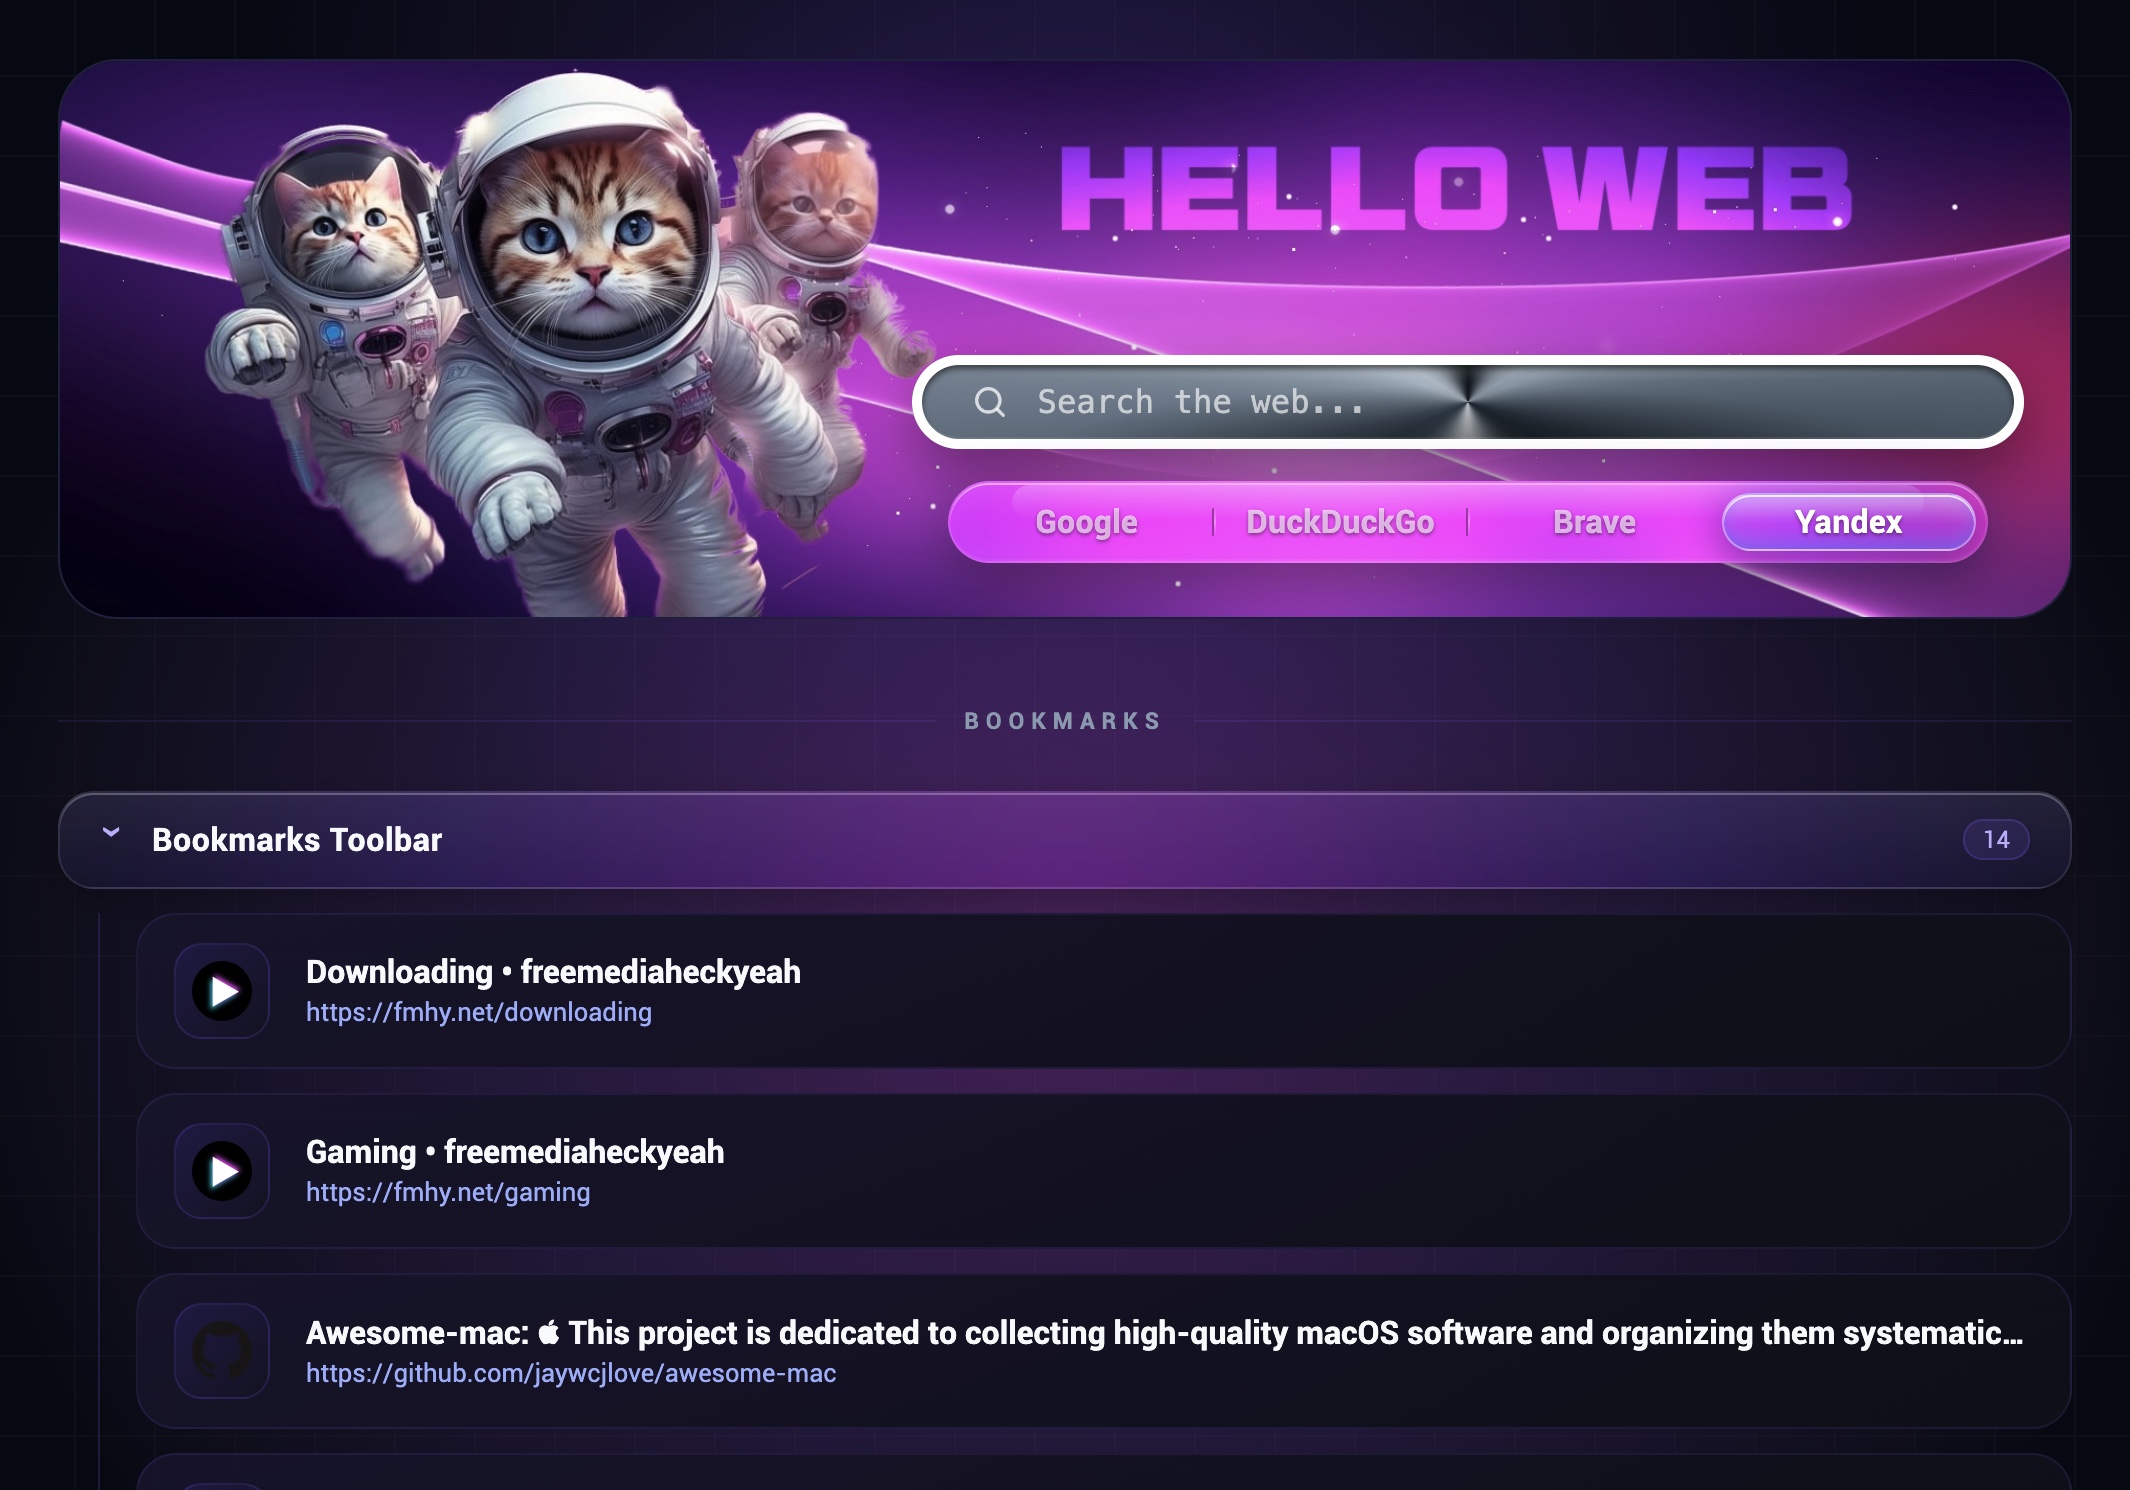 HELLO WEB
Search the web...
Google DuckDuckGo Brave Yandex
BOOKMARKS
Bookmarks Toolbar 14
Downloading • freemediaheckyeah
https://fmhy.net/downloading
Gaming • freemediaheckyeah
https://fmhy.net/gaming
Awesome-mac:  This project is dedicated to collecting high-quality macOS software and organizing them systematic...
https://github.com/jaywcjlove/awesome-mac